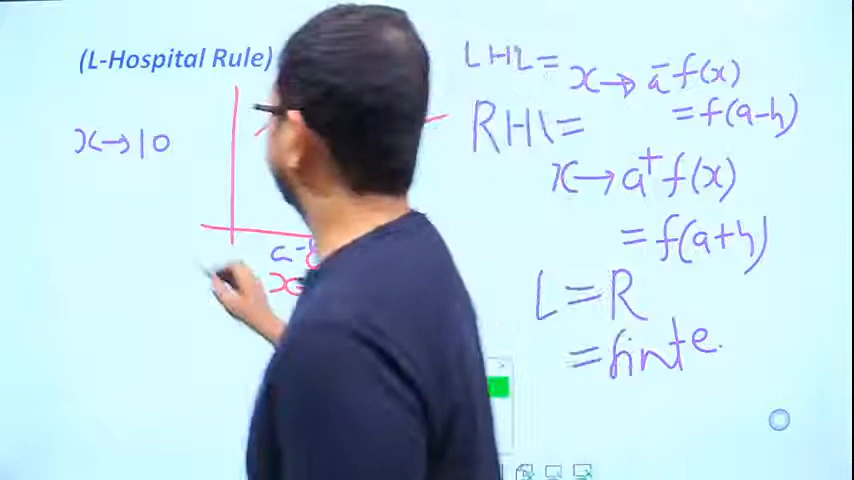 (L-Hospital Rule)
x→10
a-
x
LHL=
x→a⁻f(x)
=f(a-h)
RHL=
x→a⁺f(x)
=f(a+h)
L=R
=finte.